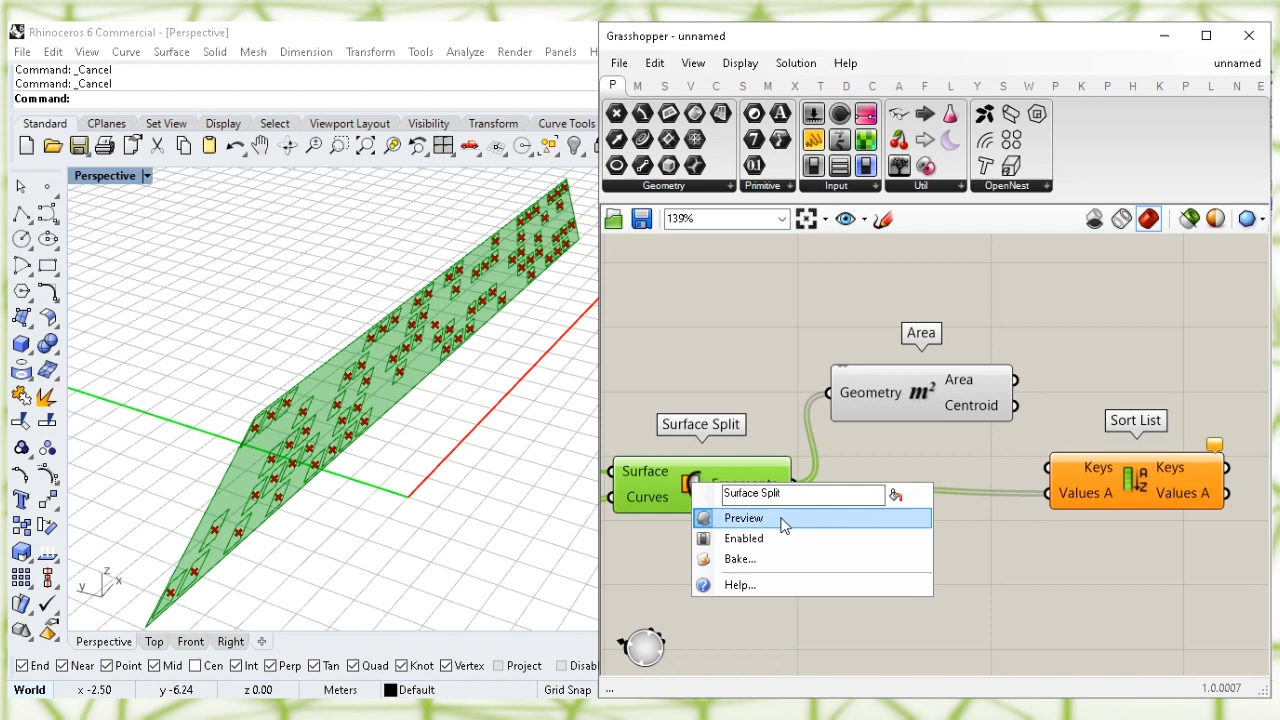 Rhinoceros 6 Commercial - [Perspective]
File Edit View Curve Surface Solid Mesh Dimension Transform Tools Analyze Render Panels H
Command: _Cancel
Command: _Cancel
Command:
Standard CPlanes Set View Display Select Viewport Layout Visibility Transform Curve Tools
Perspective
z
y x
Perspective Top Front Right
End Near Point Mid Cen Int Perp Tan Quad Knot Vertex Project Disab
World x -2.50 y -6.24 z 0.00 Meters Default Grid Snap
Grasshopper - unnamed
File Edit View Display Solution Help unnamed
P M S V C S M X T D C A F L Y S D K P H K P L N E
Geometry Primitive Input Util OpenNest
139%
Area
Geometry m² Area
Centroid
Surface Split
Surface
Curves
Sort List
Keys Keys
Values A Values A
Surface Split
Preview
Enabled
Bake...
Help...
... 1.0.0007